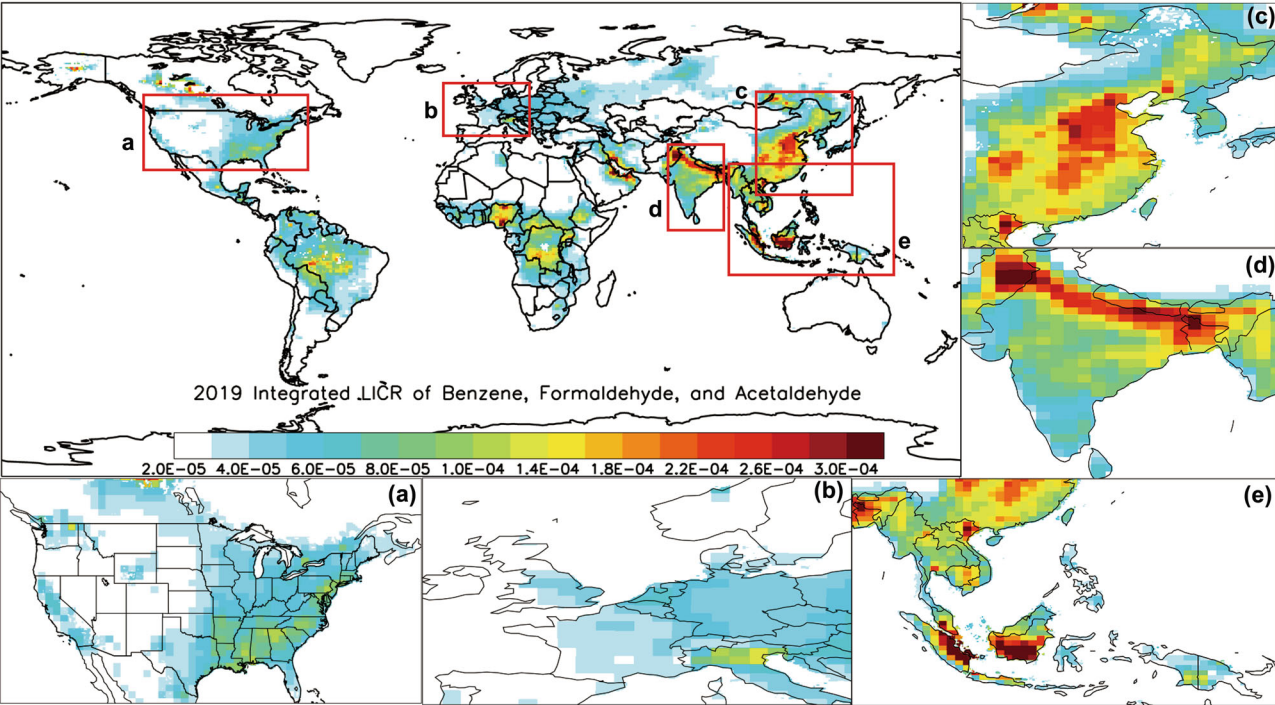 (c)
b
c
a
d
e
(d)
2019 Integrated LICR of Benzene, Formaldehyde, and Acetaldehyde
2.0E-05 4.0E-05 6.0E-05 8.0E-05 1.0E-04 1.4E-04 1.8E-04 2.2E-04 2.6E-04 3.0E-04
(a)
(b)
(e)